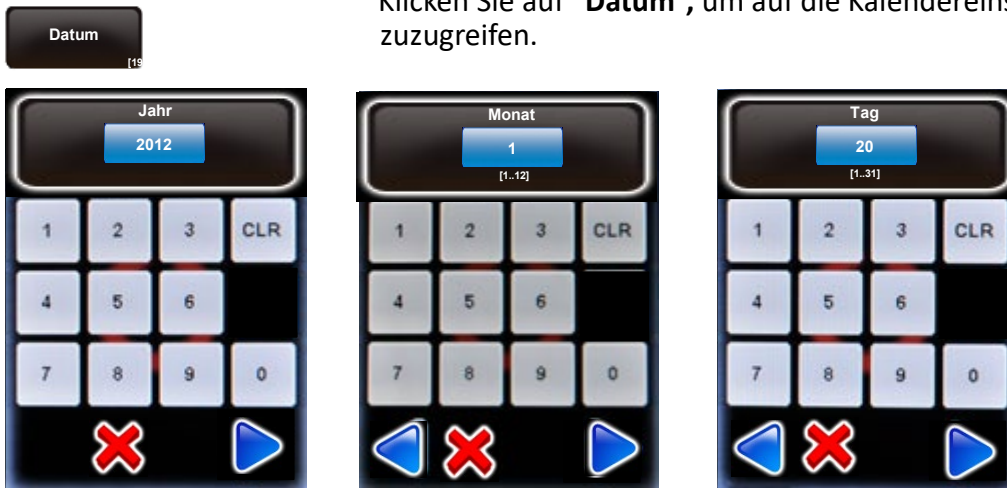 Klicken Sie auf "Datum", um auf die Kalendereins
zuzugreifen.
Datum
[19
Jahr
2012
1 2 3 CLR
4 5 6
7 8 9 0
Monat
1
[1..12]
1 2 3 CLR
4 5 6
7 8 9 0
Tag
20
[1..31]
1 2 3 CLR
4 5 6
7 8 9 0